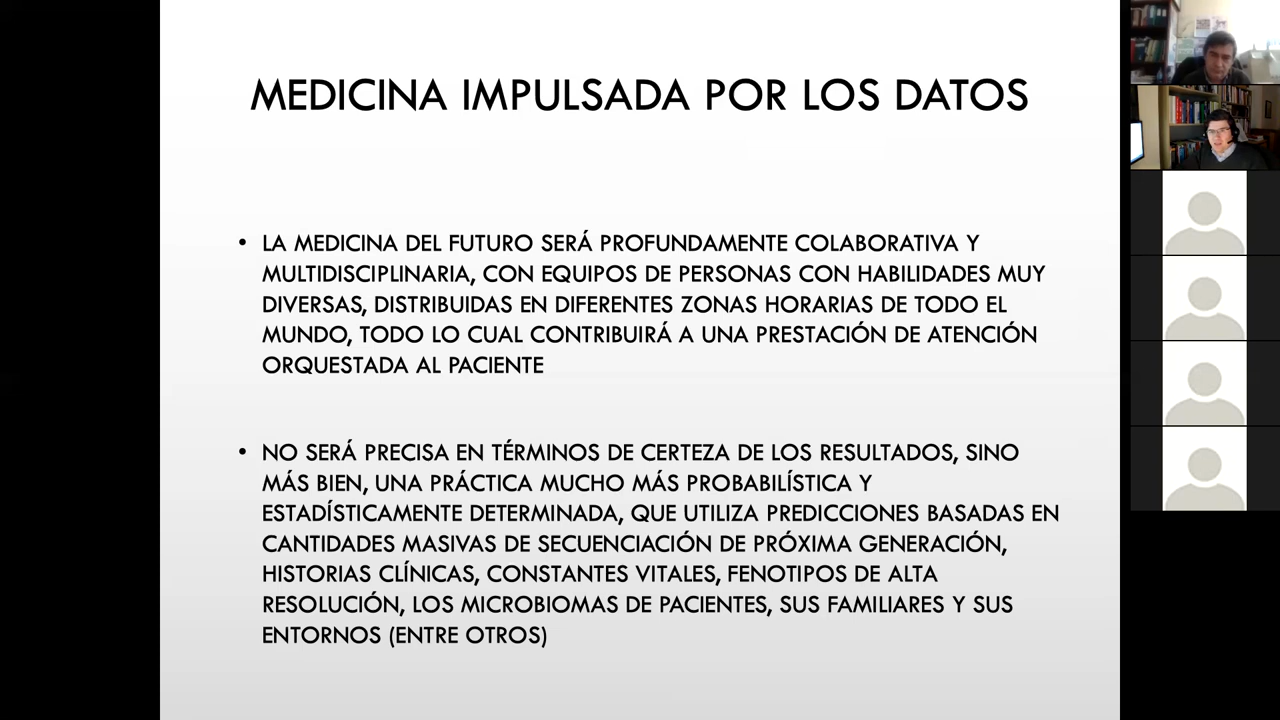 MEDICINA IMPULSADA POR LOS DATOS
• LA MEDICINA DEL FUTURO SERÁ PROFUNDAMENTE COLABORATIVA Y
MULTIDISCIPLINARIA, CON EQUIPOS DE PERSONAS CON HABILIDADES MUY
DIVERSAS, DISTRIBUIDAS EN DIFERENTES ZONAS HORARIAS DE TODO EL
MUNDO, TODO LO CUAL CONTRIBUIRÁ A UNA PRESTACIÓN DE ATENCIÓN
ORQUESTADA AL PACIENTE
• NO SERÁ PRECISA EN TÉRMINOS DE CERTEZA DE LOS RESULTADOS, SINO
MÁS BIEN, UNA PRÁCTICA MUCHO MÁS PROBABILÍSTICA Y
ESTADÍSTICAMENTE DETERMINADA, QUE UTILIZA PREDICCIONES BASADAS EN
CANTIDADES MASIVAS DE SECUENCIACIÓN DE PRÓXIMA GENERACIÓN,
HISTORIAS CLÍNICAS, CONSTANTES VITALES, FENOTIPOS DE ALTA
RESOLUCIÓN, LOS MICROBIOMAS DE PACIENTES, SUS FAMILIARES Y SUS
ENTORNOS (ENTRE OTROS)